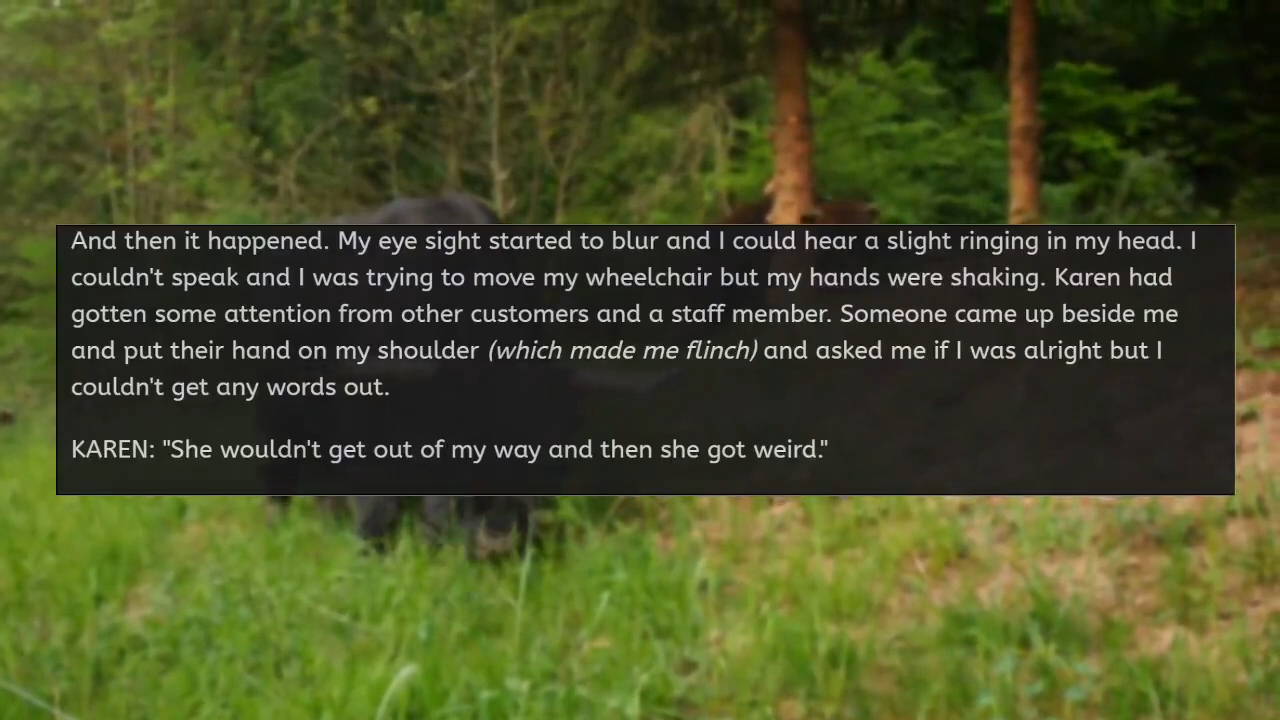 And then it happened. My eye sight started to blur and I could hear a slight ringing in my head. I
couldn't speak and I was trying to move my wheelchair but my hands were shaking. Karen had
gotten some attention from other customers and a staff member. Someone came up beside me
and put their hand on my shoulder (which made me flinch) and asked me if I was alright but I
couldn't get any words out.
KAREN: "She wouldn't get out of my way and then she got weird."